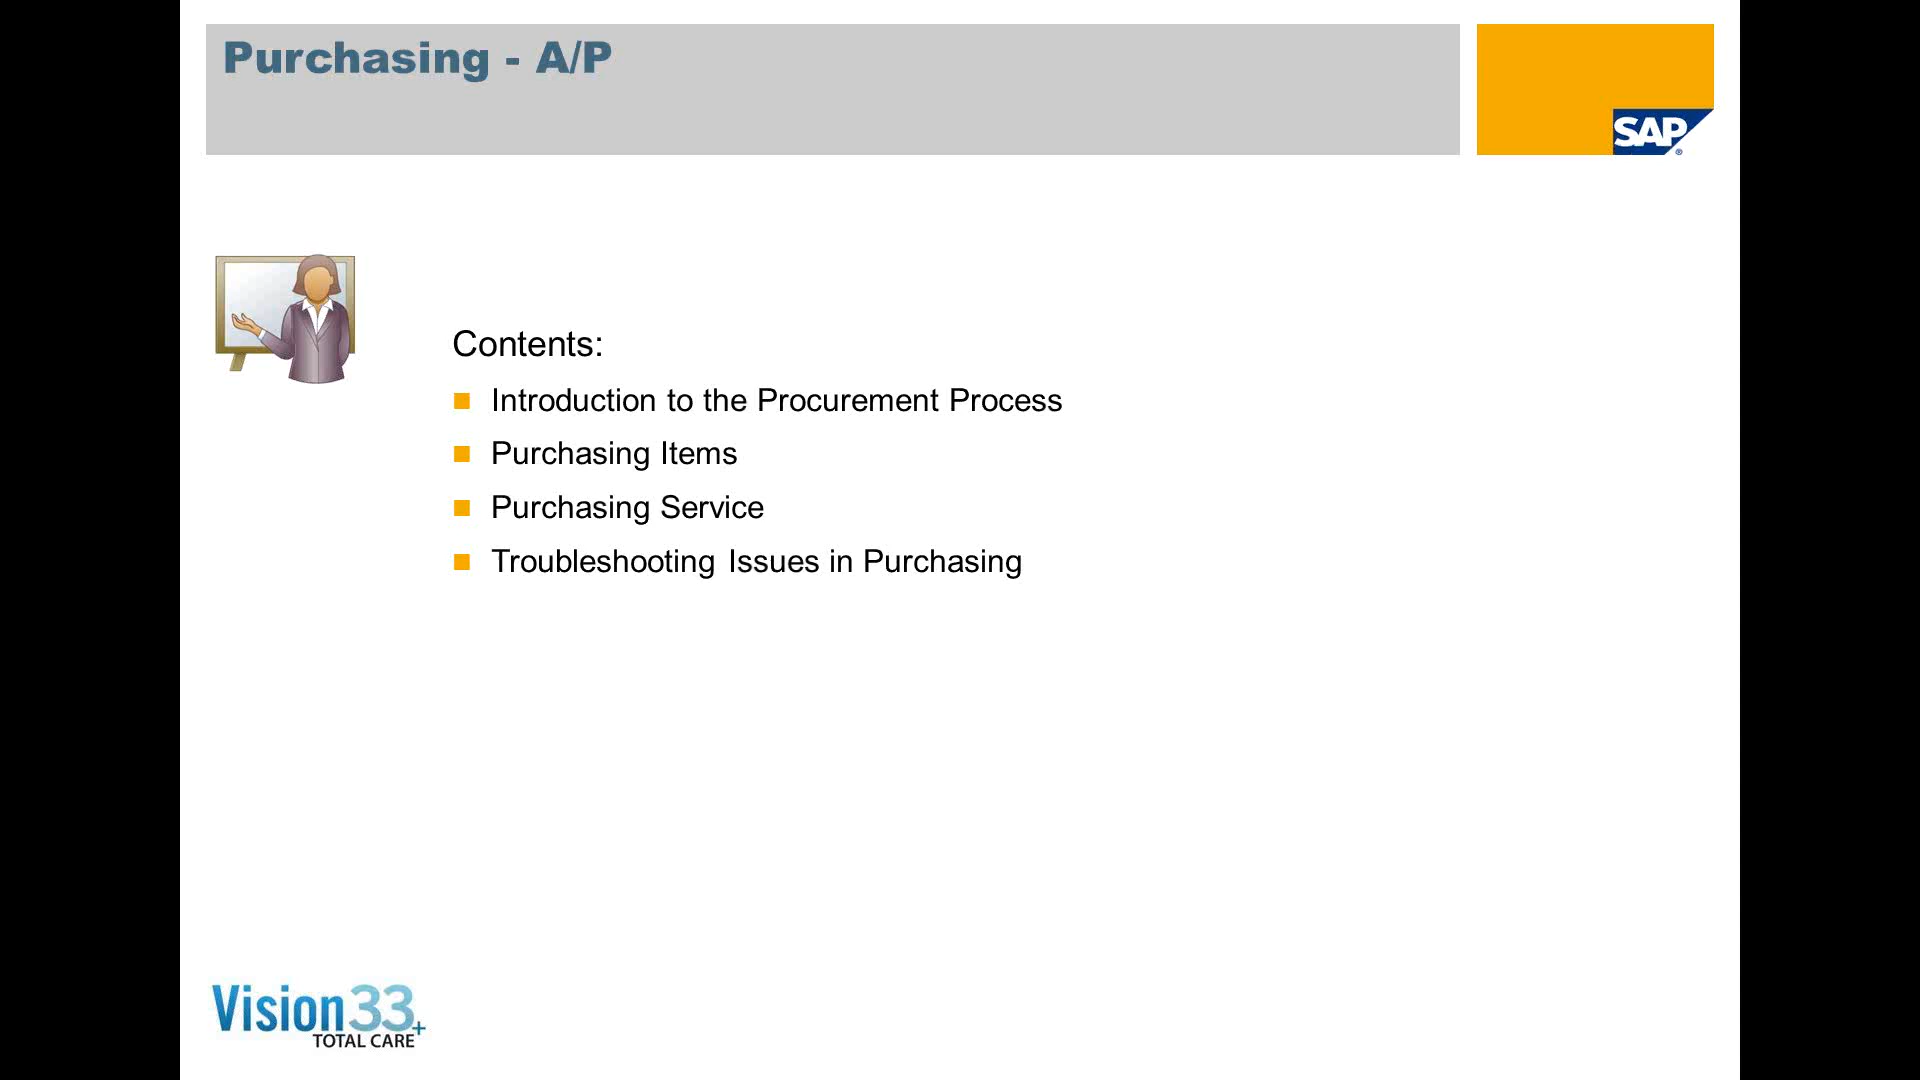 Purchasing - A/P
SAP
®
Contents:
Introduction to the Procurement Process
Purchasing Items
Purchasing Service
Troubleshooting Issues in Purchasing
Vision33+
TOTAL CARE